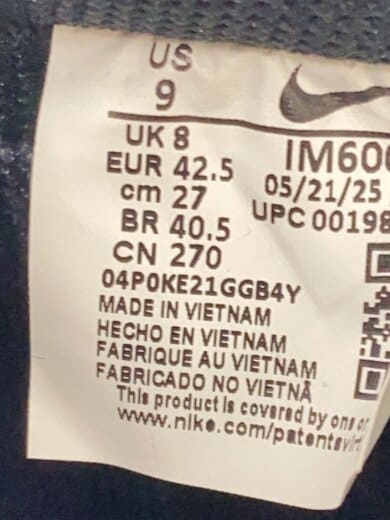 US
9
UK 8
EUR 42.5
cm 27
BR 40.5
CN 270
IM600
05/21/25
UPC 00198
04P0KE21GGB4Y
MADE IN VIETNAM
HECHO EN VIETNAM
FABRIQUE AU VIETNAM
FABRICADO NO VIETNÃ
This product is covered by one or
www.nike.com/patents